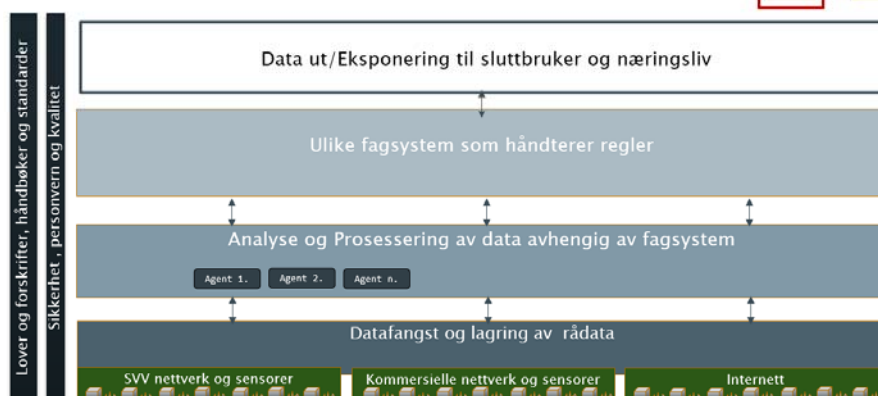 Lover og forskrifter, håndbøker og standarder
Sikkerhet , personvern og kvalitet
Data ut/Eksponering til sluttbruker og næringsliv
Ulike fagsystem som håndterer regler
Analyse og Prosessering av data avhengig av fagsystem
Agent 1.
Agent 2.
Agent n.
Datafangst og lagring av rådata
SVV nettverk og sensorer
Kommersielle nettverk og sensorer
Internett